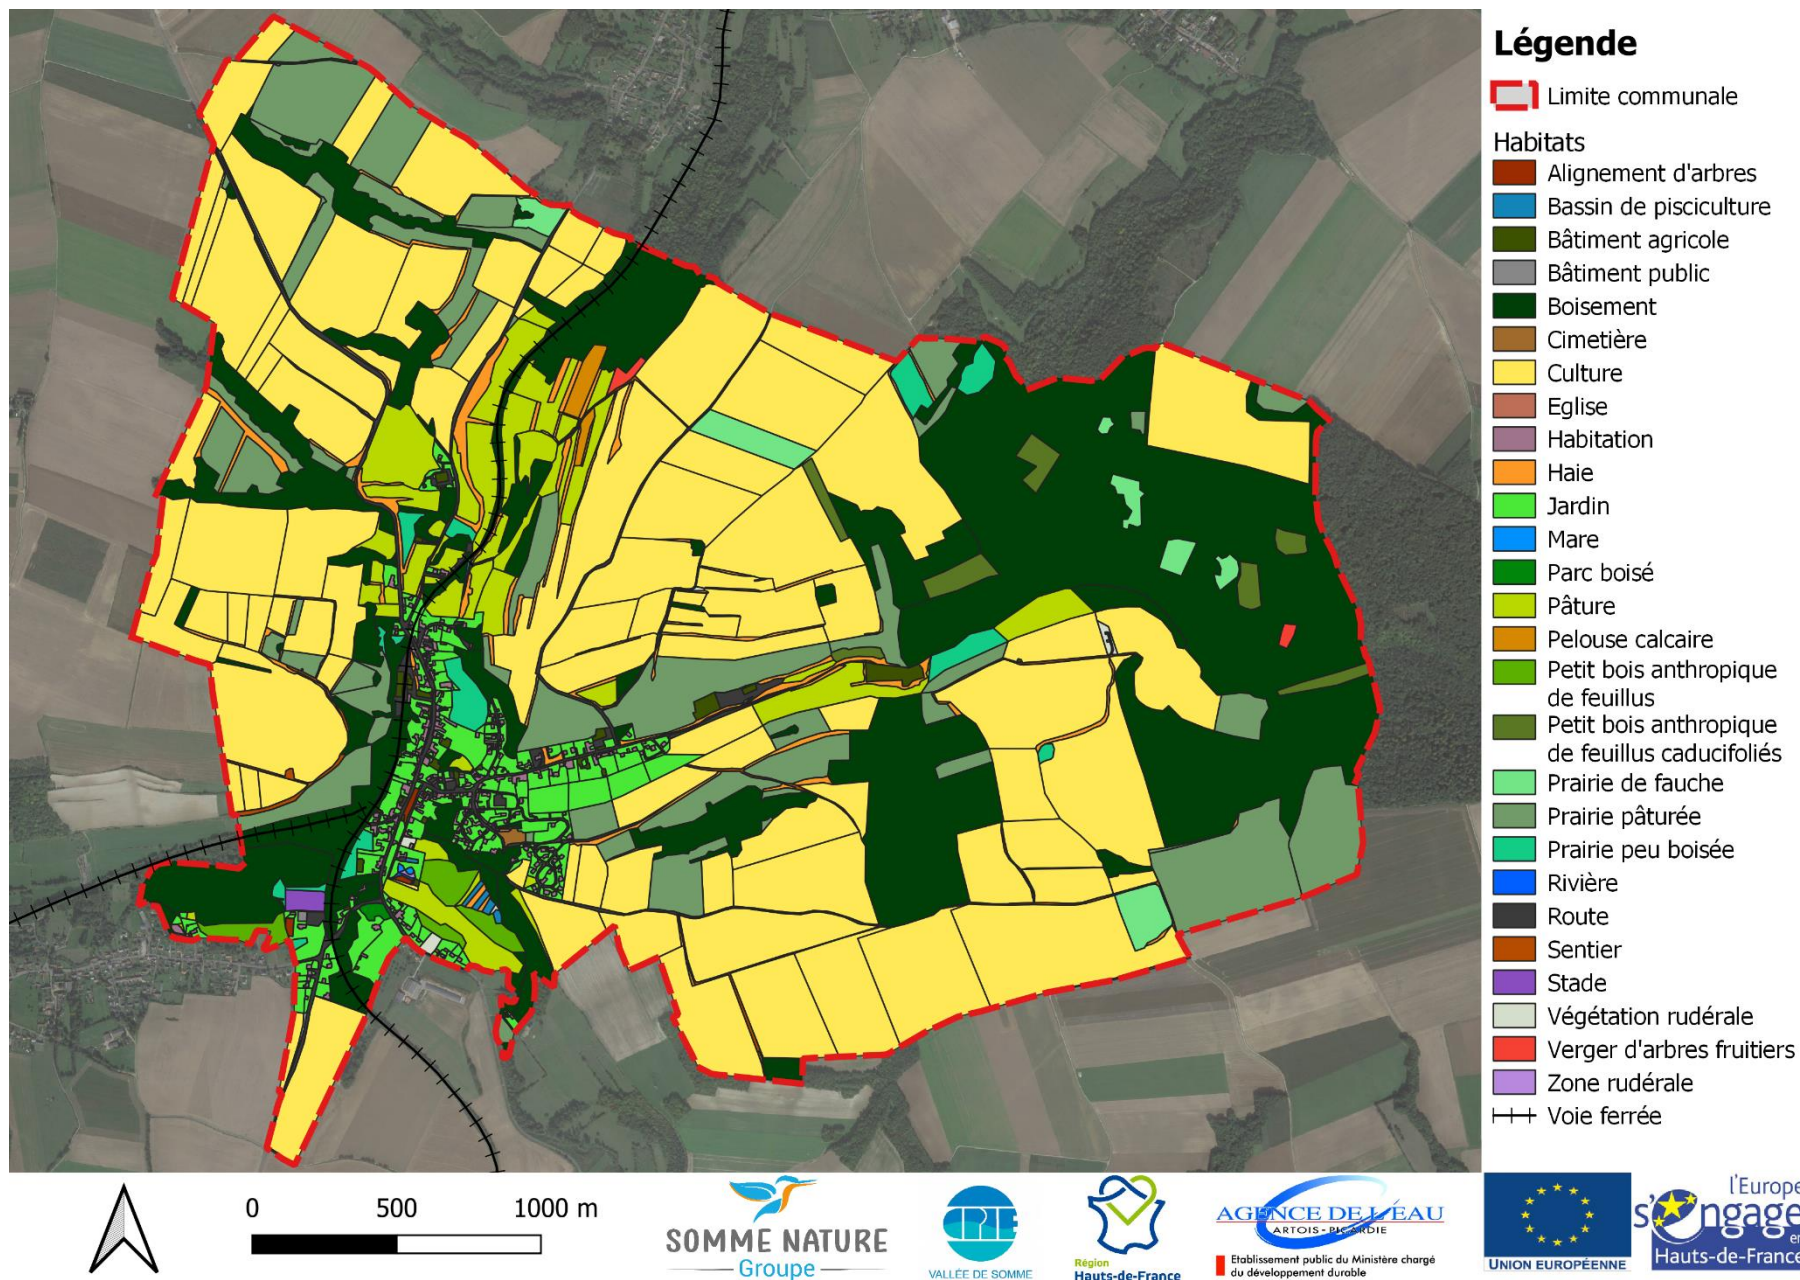 Légende
Limite communale
Habitats
Alignement d'arbres
Bassin de pisciculture
Bâtiment agricole
Bâtiment public
Boisement
Cimetière
Culture
Eglise
Habitation
Haie
Jardin
Mare
Parc boisé
Pâture
Pelouse calcaire
Petit bois anthropique
de feuillus
Petit bois anthropique
de feuillus caducifoliés
Prairie de fauche
Prairie pâturée
Prairie peu boisée
Rivière
Route
Sentier
Stade
Végétation rudérale
Verger d'arbres fruitiers
Zone rudérale
Voie ferrée
0 500 1000 m
SOMME NATURE
Groupe
CPIE
VALLÉE DE SOMME
Région
Hauts-de-France
AGENCE DE L'EAU
ARTOIS - PICARDIE
Etablissement public du Ministère chargé
du développement durable
UNION EUROPÉENNE
l'Europe
s'engage
en
Hauts-de-France